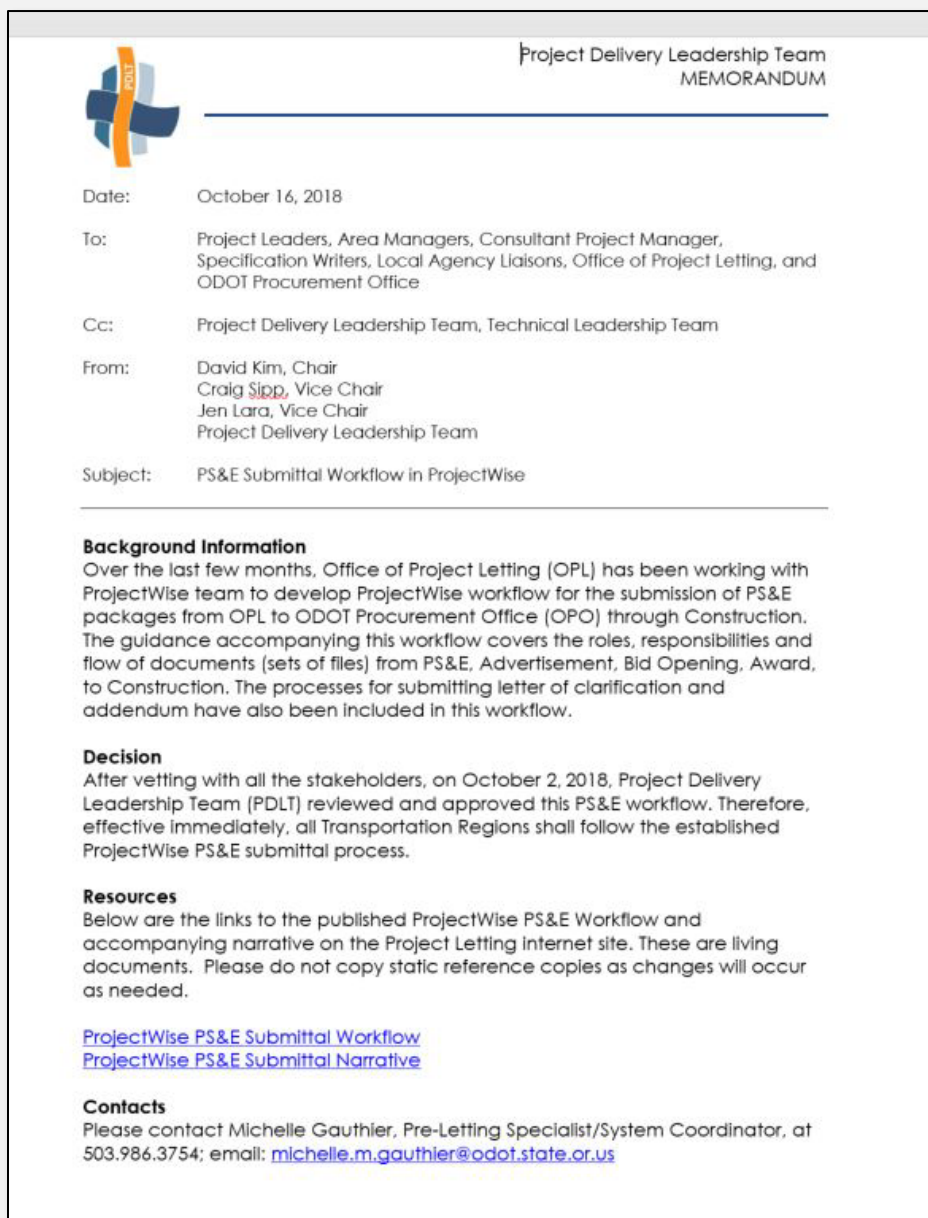 PDLT
Project Delivery Leadership Team
MEMORANDUM
Date: October 16, 2018
To: Project Leaders, Area Managers, Consultant Project Manager,
Specification Writers, Local Agency Liaisons, Office of Project Letting, and
ODOT Procurement Office
Cc: Project Delivery Leadership Team, Technical Leadership Team
From: David Kim, Chair
Craig Sipp, Vice Chair
Jen Lara, Vice Chair
Project Delivery Leadership Team
Subject: PS&E Submittal Workflow in ProjectWise
Background Information
Over the last few months, Office of Project Letting (OPL) has been working with
ProjectWise team to develop ProjectWise workflow for the submission of PS&E
packages from OPL to ODOT Procurement Office (OPO) through Construction.
The guidance accompanying this workflow covers the roles, responsibilities and
flow of documents (sets of files) from PS&E, Advertisement, Bid Opening, Award,
to Construction. The processes for submitting letter of clarification and
addendum have also been included in this workflow.
Decision
After vetting with all the stakeholders, on October 2, 2018, Project Delivery
Leadership Team (PDLT) reviewed and approved this PS&E workflow. Therefore,
effective immediately, all Transportation Regions shall follow the established
ProjectWise PS&E submittal process.
Resources
Below are the links to the published ProjectWise PS&E Workflow and
accompanying narrative on the Project Letting internet site. These are living
documents.  Please do not copy static reference copies as changes will occur
as needed.
ProjectWise PS&E Submittal Workflow
ProjectWise PS&E Submittal Narrative
Contacts
Please contact Michelle Gauthier, Pre-Letting Specialist/System Coordinator, at
503.986.3754; email: michelle.m.gauthier@odot.state.or.us